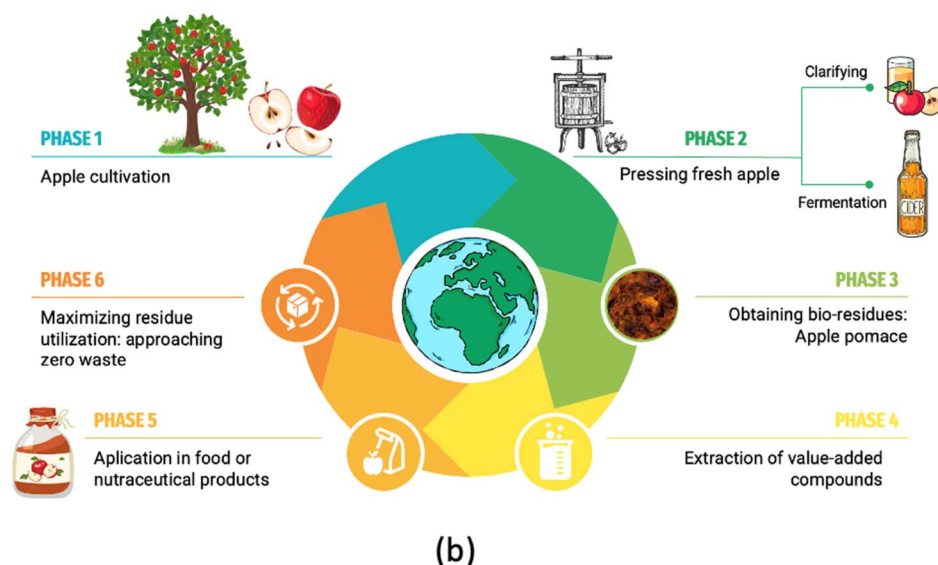 PHASE 1
Apple cultivation
PHASE 2
Pressing fresh apple
Clarifying
Fermentation
CIDER
PHASE 3
Obtaining bio-residues:
Apple pomace
PHASE 4
Extraction of value-added
compounds
PHASE 5
Aplication in food or
nutraceutical products
PHASE 6
Maximizing residue
utilization: approaching
zero waste
(b)